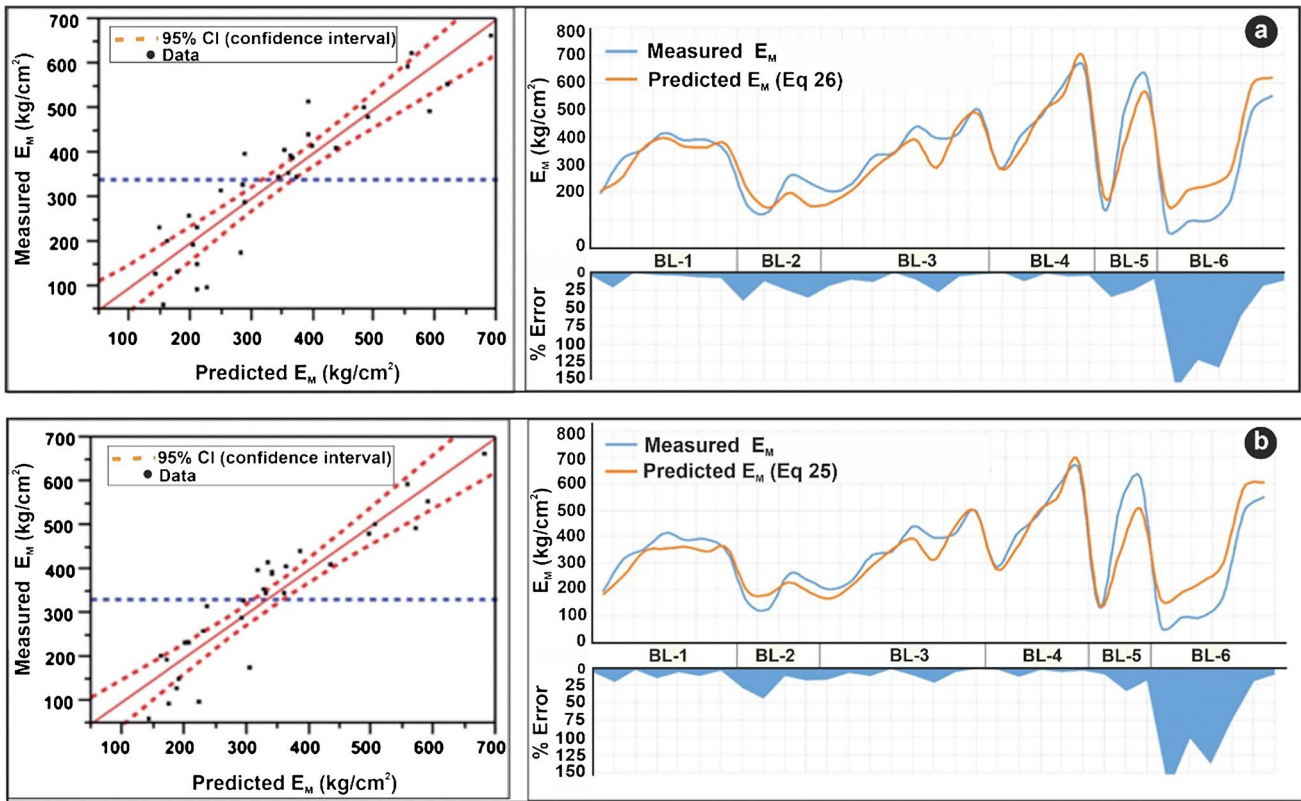 700
600
500
400
300
200
100
Measured E_M (kg/cm²)
95% CI (confidence interval)
Data
100 200 300 400 500 600 700
Predicted E_M (kg/cm²)
a
800
700
600
500
400
300
200
0
E_M (kg/cm²)
Measured E_M
Predicted E_M (Eq 26)
BL-1 BL-2 BL-3 BL-4 BL-5 BL-6
0
25
50
75
100
125
150
% Error
700
600
500
400
300
200
100
Measured E_M (kg/cm²)
95% CI (confidence interval)
Data
100 200 300 400 500 600 700
Predicted E_M (kg/cm²)
b
800
700
600
500
400
300
200
100
0
E_M (kg/cm²)
Measured E_M
Predicted E_M (Eq 25)
BL-1 BL-2 BL-3 BL-4 BL-5 BL-6
0
25
50
75
100
125
150
% Error